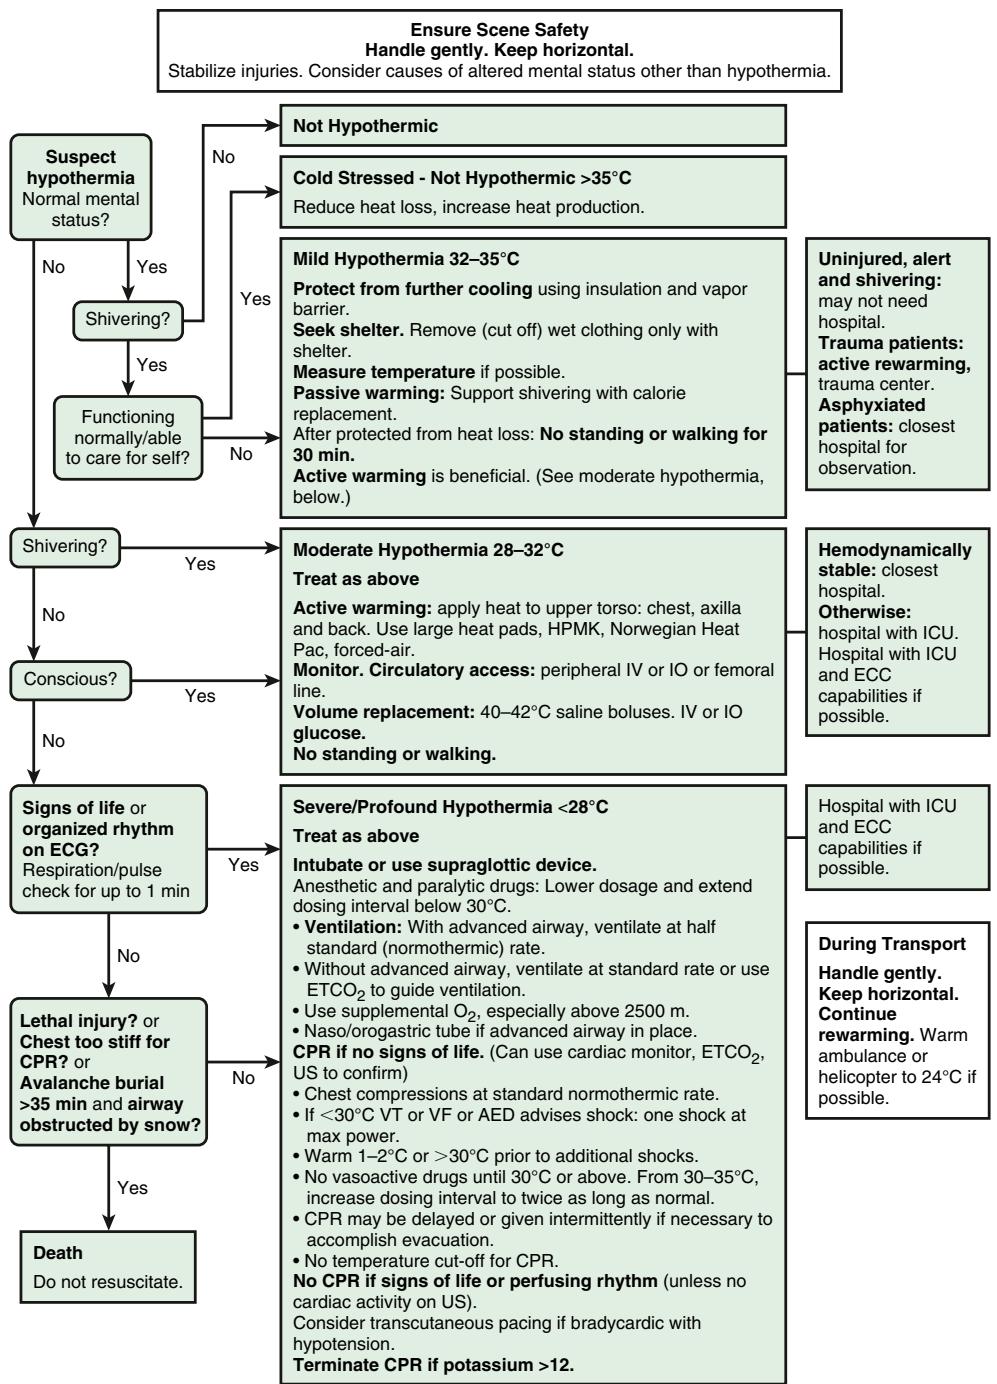 Ensure Scene Safety
Handle gently. Keep horizontal.
Stabilize injuries. Consider causes of altered mental status other than hypothermia.
Suspect
hypothermia
Normal mental
status?
No
Yes
Shivering?
No
Yes
Functioning
normally/able
to care for self?
Yes
No
Not Hypothermic
Cold Stressed - Not Hypothermic >35°C
Reduce heat loss, increase heat production.
Mild Hypothermia 32–35°C
Protect from further cooling using insulation and vapor
barrier.
Seek shelter. Remove (cut off) wet clothing only with
shelter.
Measure temperature if possible.
Passive warming: Support shivering with calorie
replacement.
After protected from heat loss: No standing or walking for
30 min.
Active warming is beneficial. (See moderate hypothermia,
below.)
Uninjured, alert
and shivering:
may not need
hospital.
Trauma patients:
active rewarming,
trauma center.
Asphyxiated
patients: closest
hospital for
observation.
Shivering?
Yes
No
Conscious?
Yes
No
Moderate Hypothermia 28–32°C
Treat as above
Active warming: apply heat to upper torso: chest, axilla
and back. Use large heat pads, HPMK, Norwegian Heat
Pac, forced-air.
Monitor. Circulatory access: peripheral IV or IO or femoral
line.
Volume replacement: 40–42°C saline boluses. IV or IO
glucose.
No standing or walking.
Hemodynamically
stable: closest
hospital.
Otherwise:
hospital with ICU.
Hospital with ICU
and ECC
capabilities if
possible.
Signs of life or
organized rhythm
on ECG?
Respiration/pulse
check for up to 1 min
Yes
No
Lethal injury? or
Chest too stiff for
CPR? or
Avalanche burial
>35 min and airway
obstructed by snow?
No
Yes
Death
Do not resuscitate.
Severe/Profound Hypothermia <28°C
Treat as above
Intubate or use supraglottic device.
Anesthetic and paralytic drugs: Lower dosage and extend
dosing interval below 30°C.
• Ventilation: With advanced airway, ventilate at half
standard (normothermic) rate.
• Without advanced airway, ventilate at standard rate or use
ETCO2 to guide ventilation.
• Use supplemental O2, especially above 2500 m.
• Naso/orogastric tube if advanced airway in place.
CPR if no signs of life. (Can use cardiac monitor, ETCO2,
US to confirm)
• Chest compressions at standard normothermic rate.
• If <30°C VT or VF or AED advises shock: one shock at
max power.
• Warm 1–2°C or >30°C prior to additional shocks.
• No vasoactive drugs until 30°C or above. From 30–35°C,
increase dosing interval to twice as long as normal.
• CPR may be delayed or given intermittently if necessary to
accomplish evacuation.
• No temperature cut-off for CPR.
No CPR if signs of life or perfusing rhythm (unless no
cardiac activity on US).
Consider transcutaneous pacing if bradycardic with
hypotension.
Terminate CPR if potassium >12.
Hospital with ICU
and ECC
capabilities if
possible.
During Transport
Handle gently.
Keep horizontal.
Continue
rewarming. Warm
ambulance or
helicopter to 24°C if
possible.